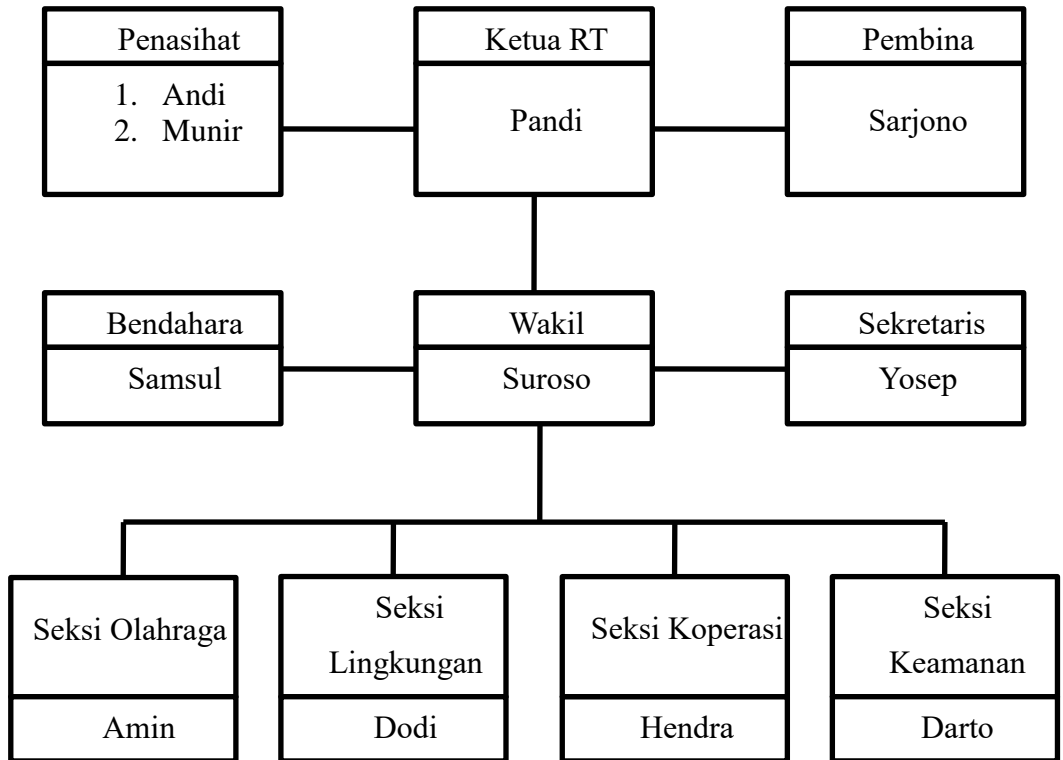 Penasihat
1. Andi
2. Munir
Ketua RT
Pandi
Pembina
Sarjono
Bendahara
Samsul
Wakil
Suroso
Sekretaris
Yosep
Seksi Olahraga
Amin
Seksi
Lingkungan
Dodi
Seksi Koperasi
Hendra
Seksi
Keamanan
Darto